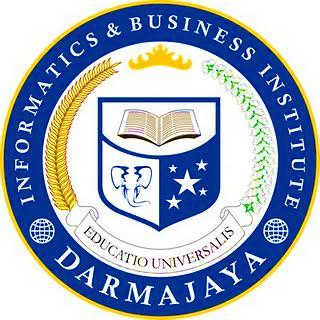 INFORMATICS & BUSINESS INSTITUTE
EDUCATIO UNIVERSALIS
DARMAJAYA